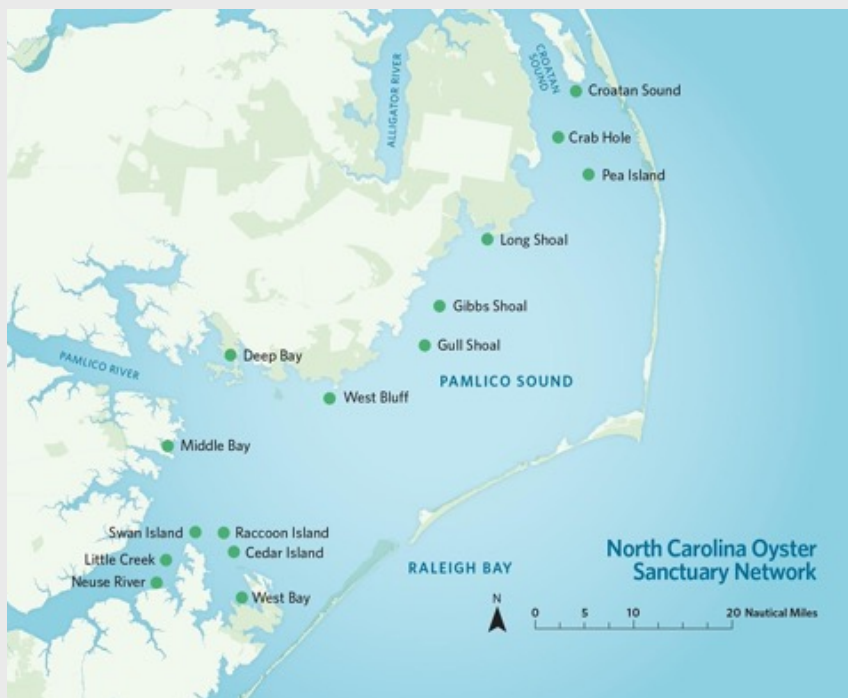 CROATAN
SOUND
ALLIGATOR RIVER
Croatan Sound
Crab Hole
Pea Island
Long Shoal
Gibbs Shoal
Gull Shoal
Deep Bay
PAMLICO RIVER
PAMLICO SOUND
West Bluff
Middle Bay
Swan Island
Raccoon Island
Cedar Island
Little Creek
Neuse River
West Bay
RALEIGH BAY
North Carolina Oyster
Sanctuary Network
N
0 5 10 20 Nautical Miles